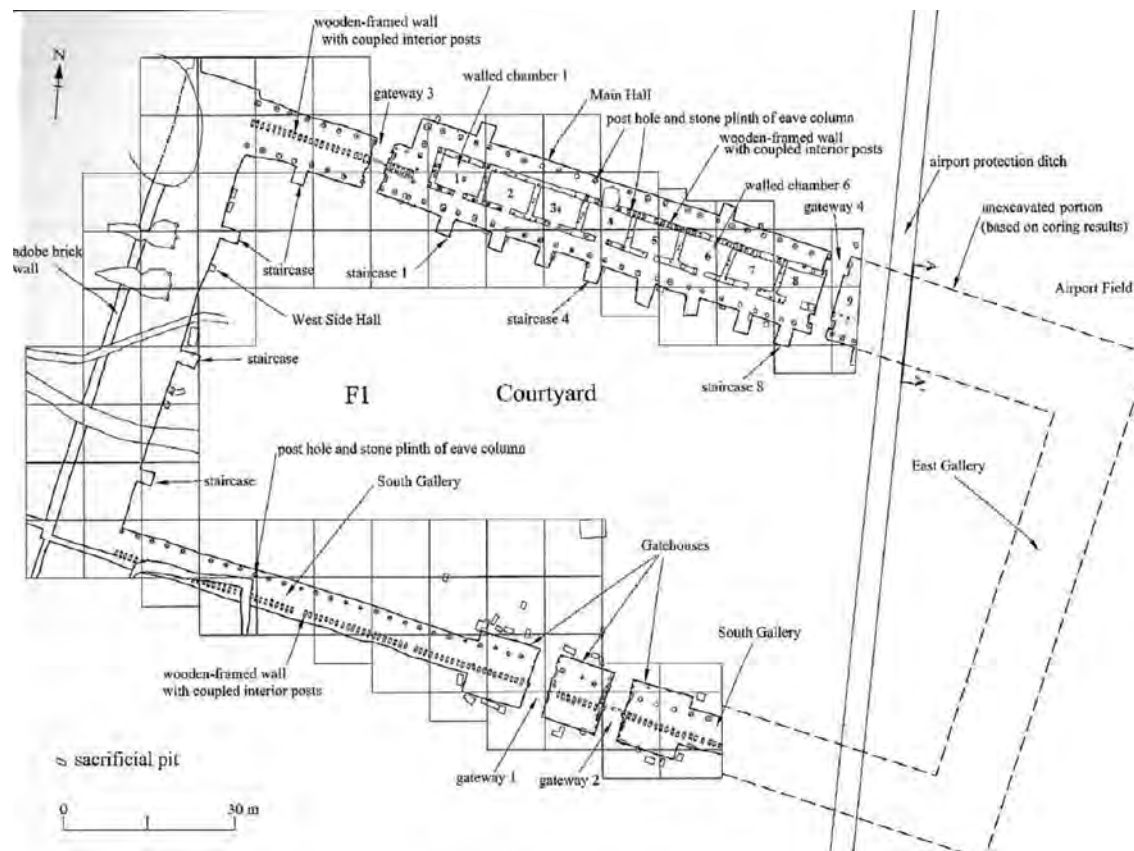 wooden-framed wall
with coupled interior posts
N
walled chamber 1
gateway 3
Main Hall
post hole and stone plinth of eave column
wooden-framed wall
with coupled interior posts
airport protection ditch
walled chamber 6
gateway 4
unexcavated portion
(based on coring results)
1
2
3
4
5
6
7
8
9
adobe brick
wall
staircase
staircase 1
Airport Field
West Side Hall
staircase 4
staircase
staircase 8
F1
Courtyard
post hole and stone plinth of eave column
South Gallery
staircase
East Gallery
Gatehouses
South Gallery
wooden-framed wall
with coupled interior posts
sacrificial pit
gateway 1
gateway 2
0
30 m